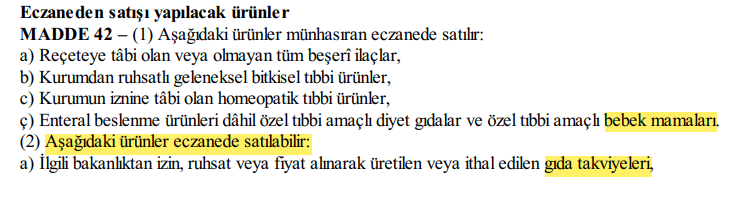 Eczaneden satışı yapılacak ürünler
MADDE 42 – (1) Aşağıdaki ürünler münhasıran eczanede satılır:
a) Reçeteye tâbi olan veya olmayan tüm beşerî ilaçlar,
b) Kurumdan ruhsatlı geleneksel bitkisel tıbbi ürünler,
c) Kurumun iznine tâbi olan homeopatik tıbbi ürünler,
ç) Enteral beslenme ürünleri dâhil özel tıbbi amaçlı diyet gıdalar ve özel tıbbi amaçlı bebek mamaları.
(2) Aşağıdaki ürünler eczanede satılabilir:
a) İlgili bakanlıktan izin, ruhsat veya fiyat alınarak üretilen veya ithal edilen gıda takviyeleri,